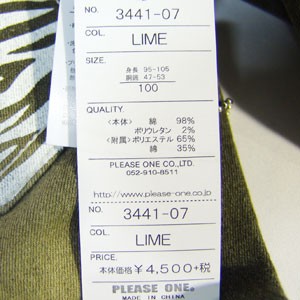 NO. 3441-07
COL. LIME
SIZE.
身長 95-105
胴囲 47-53
100
QUALITY.
〈本体〉 綿 98%
ポリウレタン 2%
〈附属〉ポリエステル 65%
綿 35%
PLEASE ONE CO.,LTD.
052-910-8511
http://www.please-one.co.jp
NO. 3441-07
COL. LIME
PRICE.
本体価格 ¥4,500+税
PLEASE ONE.
MADE IN CHINA